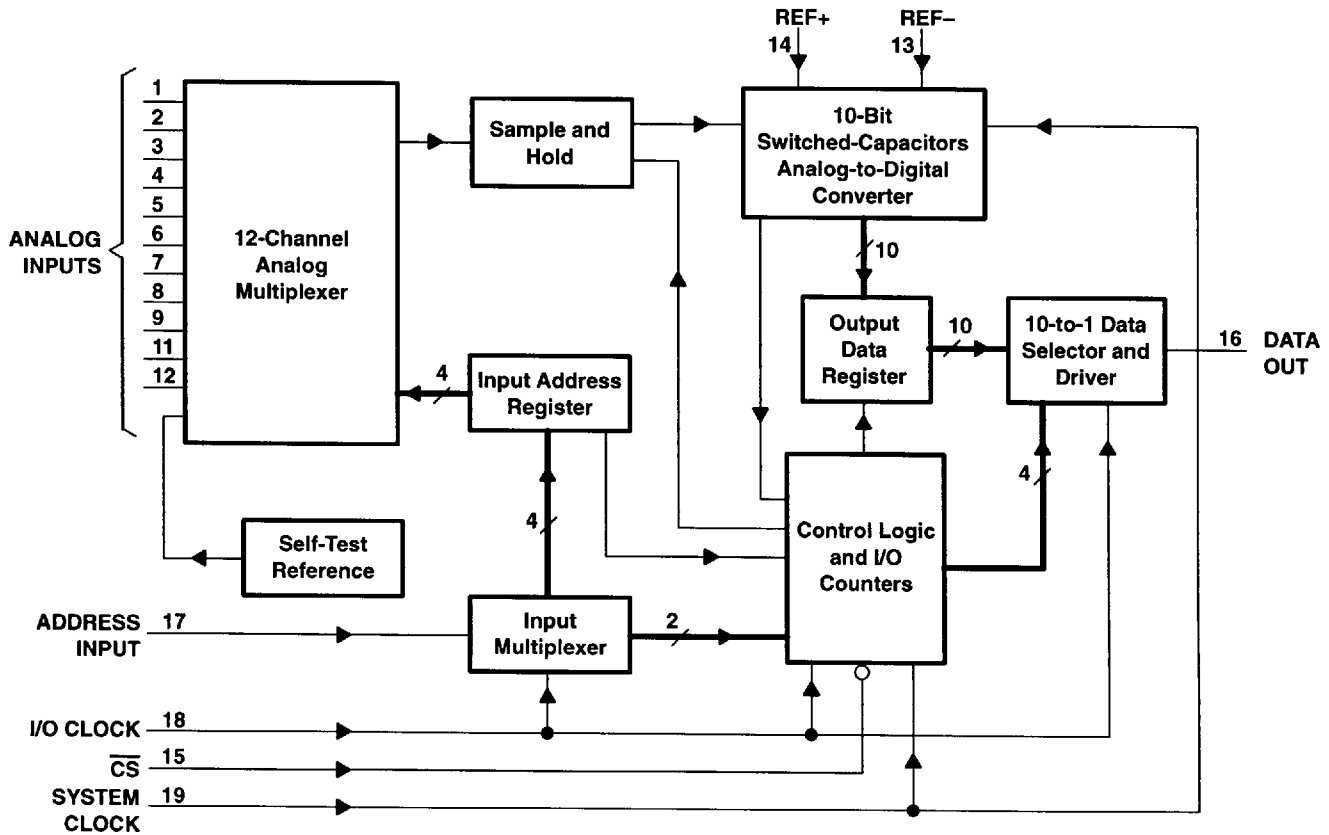 REF+
REF–
14
13
ANALOG
INPUTS
1
2
3
4
5
6
7
8
9
11
12
12-Channel
Analog
Multiplexer
Sample and
Hold
10-Bit
Switched-Capacitors
Analog-to-Digital
Converter
10
Output
Data
Register
10
10-to-1 Data
Selector and
Driver
16
DATA
OUT
4
Input Address
Register
4
4
Self-Test
Reference
Control Logic
and I/O
Counters
ADDRESS
INPUT
17
Input
Multiplexer
2
I/O CLOCK
18
CS
15
SYSTEM
CLOCK
19